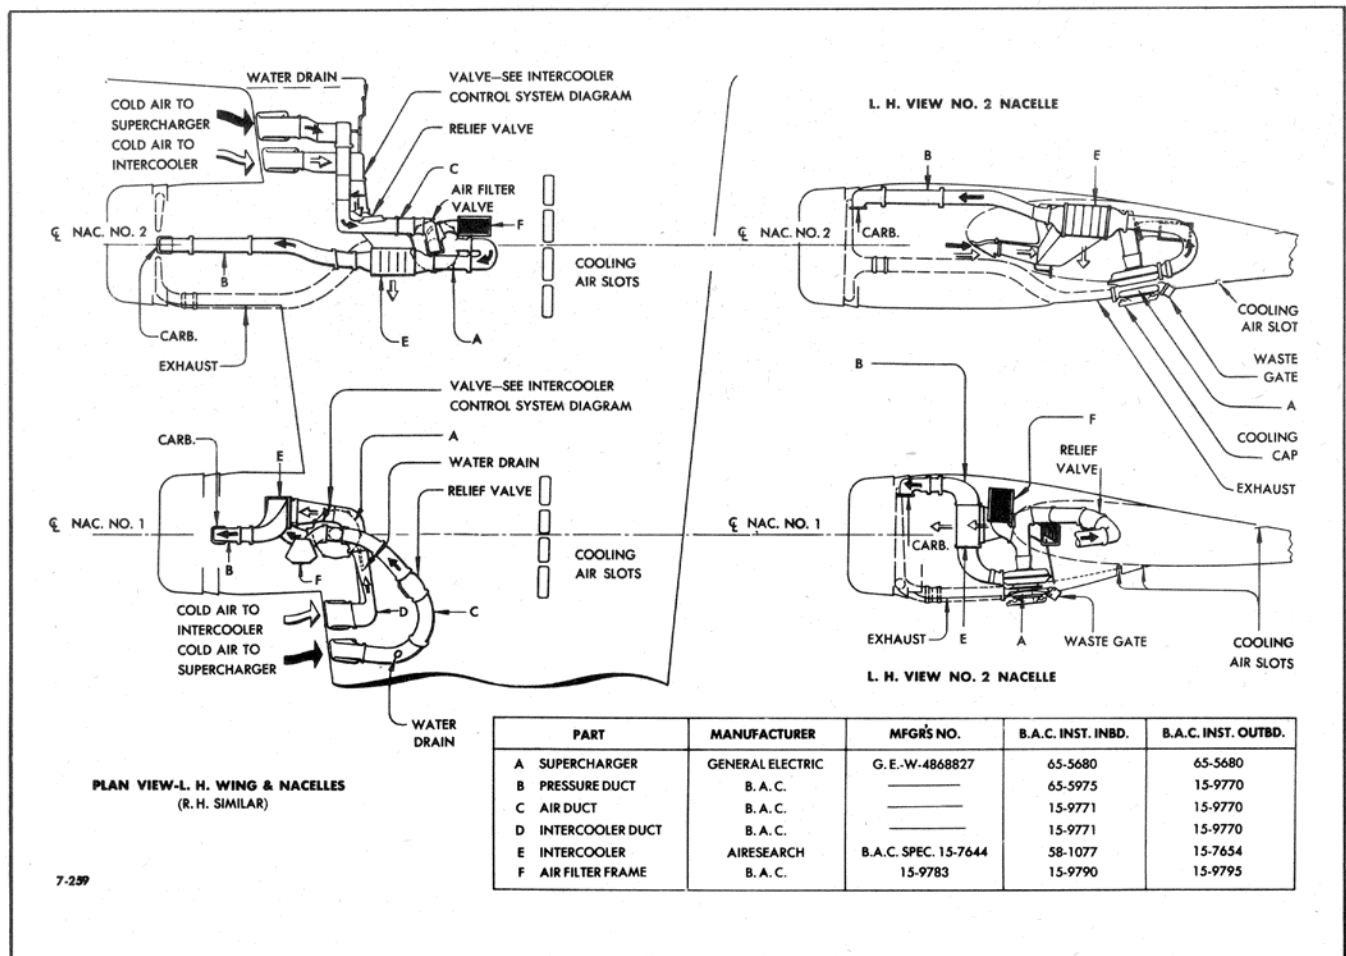 WATER DRAIN
VALVE—SEE INTERCOOLER
CONTROL SYSTEM DIAGRAM
COLD AIR TO
SUPERCHARGER
COLD AIR TO
INTERCOOLER
RELIEF VALVE
C
AIR FILTER
VALVE
F
℄ NAC. NO. 2
COOLING
AIR SLOTS
B
CARB.
EXHAUST
E
A
L. H. VIEW NO. 2 NACELLE
B
E
℄ NAC. NO. 2
CARB.
COOLING
AIR SLOT
WASTE
GATE
A
COOLING
CAP
EXHAUST
VALVE—SEE INTERCOOLER
CONTROL SYSTEM DIAGRAM
CARB.
E
A
WATER DRAIN
RELIEF VALVE
℄ NAC. NO. 1
COOLING
AIR SLOTS
B
F
COLD AIR TO
INTERCOOLER
COLD AIR TO
SUPERCHARGER
D
C
WATER
DRAIN
B
F
RELIEF
VALVE
℄ NAC. NO. 1
CARB.
EXHAUST
E
A
WASTE GATE
COOLING
AIR SLOTS
L. H. VIEW NO. 2 NACELLE
PLAN VIEW-L. H. WING & NACELLES
(R. H. SIMILAR)
PART MANUFACTURER MFGR'S NO. B.A.C. INST. INBD. B.A.C. INST. OUTBD.
A SUPERCHARGER GENERAL ELECTRIC G. E.-W-4868827 65-5680 65-5680
B PRESSURE DUCT B. A. C. ——— 65-5975 15-9770
C AIR DUCT B. A. C. ——— 15-9771 15-9770
D INTERCOOLER DUCT B. A. C. ——— 15-9771 15-9770
E INTERCOOLER AIRESEARCH B.A.C. SPEC. 15-7644 58-1077 15-7654
F AIR FILTER FRAME B. A. C. 15-9783 15-9790 15-9795
7-259